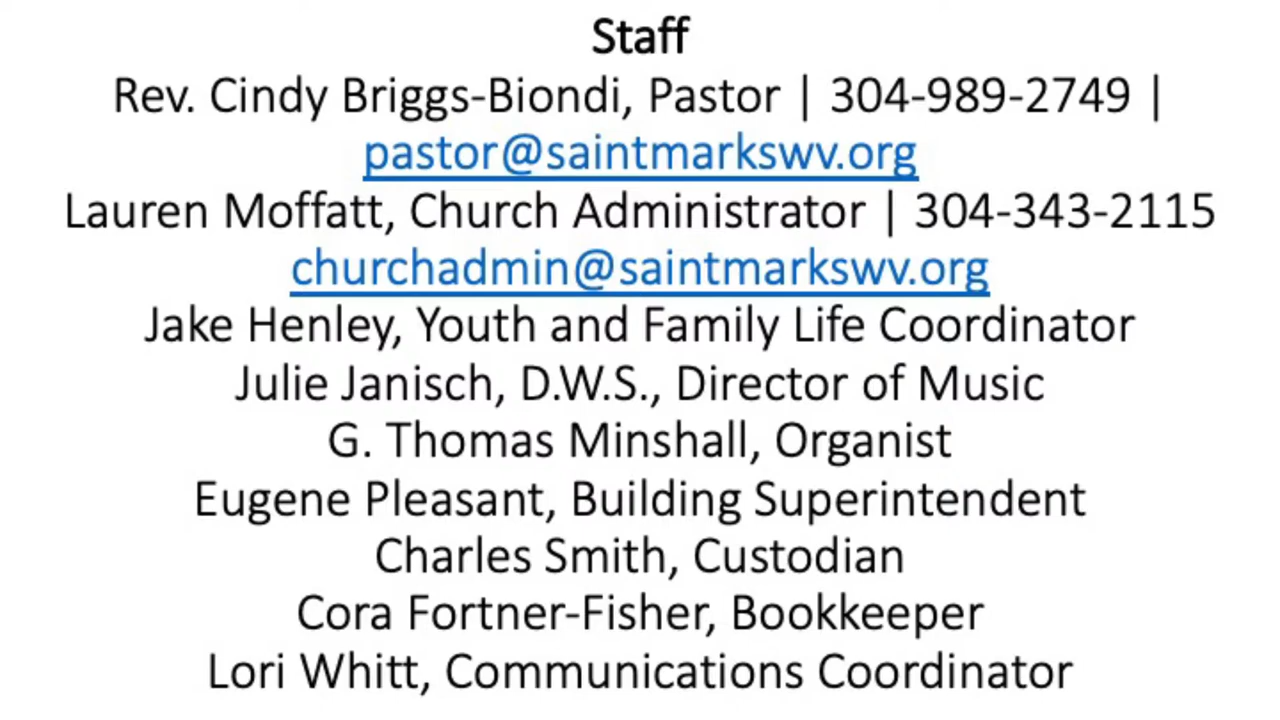 Staff
Rev. Cindy Briggs-Biondi, Pastor | 304-989-2749 |
pastor@saintmarkswv.org
Lauren Moffatt, Church Administrator | 304-343-2115
churchadmin@saintmarkswv.org
Jake Henley, Youth and Family Life Coordinator
Julie Janisch, D.W.S., Director of Music
G. Thomas Minshall, Organist
Eugene Pleasant, Building Superintendent
Charles Smith, Custodian
Cora Fortner-Fisher, Bookkeeper
Lori Whitt, Communications Coordinator